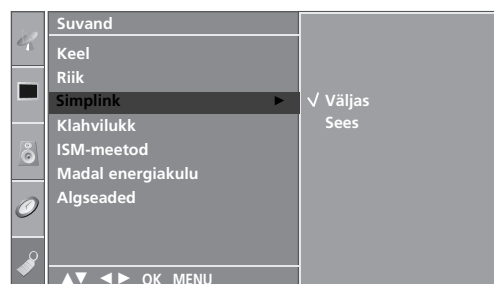 Suvand
Keel
Riik
Simplink ►
√ Väljas
Sees
Klahvilukk
ISM-meetod
Madal energiakulu
Algseaded
▲▼ ◄► OK MENU